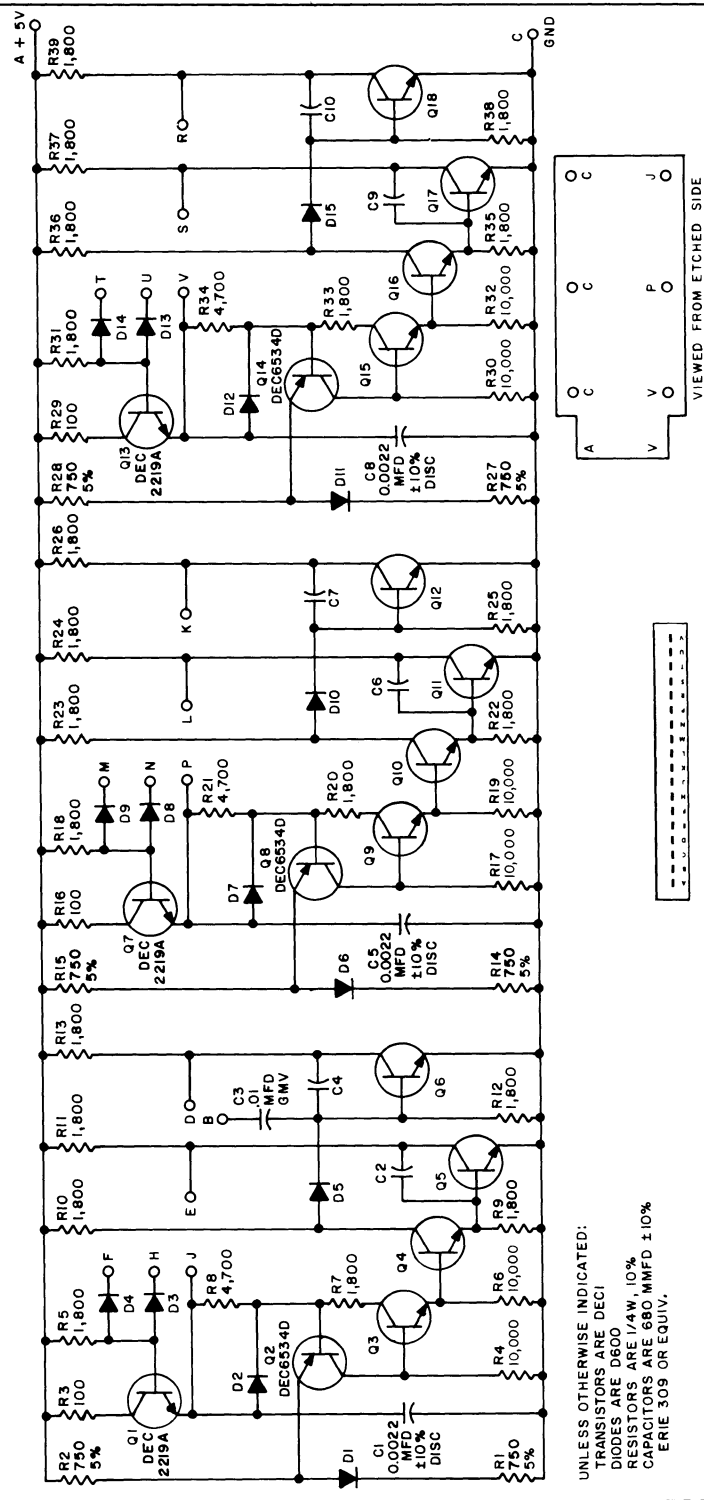 A + 5V
R2
750
5%
R3
100
R5
1,800
R10
1,800
R11
1,800
R13
1,800
R15
750
5%
R16
100
R18
1,800
R23
1,800
R24
1,800
R26
1,800
R28
750
5%
R29
100
R31
1,800
R36
1,800
R37
1,800
R39
1,800
Q1
DEC
2219A
D4
F
D3
H
J
R8
4,700
D2
Q2
DEC6534D
R7
1,800
E
D
B
C3
.01
MFD
GMV
D5
C4
C2
D1
C1
0.0022
MFD
±10%
DISC
Q3
Q4
Q5
Q6
R1
750
5%
R4
10,000
R6
10,000
R9
1,800
R12
1,800
Q7
DEC
2219A
D9
M
D8
N
P
R21
4,700
D7
Q8
DEC6534D
R20
1,800
L
K
D10
C7
C6
D6
C5
0.0022
MFD
±10%
DISC
Q9
Q10
Q11
Q12
R14
750
5%
R17
10,000
R19
10,000
R22
1,800
R25
1,800
Q13
DEC
2219A
D14
T
D13
U
V
R34
4,700
D12
Q14
DEC6534D
R33
1,800
S
R
D15
C10
C9
D11
C8
0.0022
MFD
±10%
DISC
Q15
Q16
Q17
Q18
R27
750
5%
R30
10,000
R32
10,000
R35
1,800
R38
1,800
C
GND
UNLESS OTHERWISE INDICATED:
TRANSISTORS ARE DECI
DIODES ARE D600
RESISTORS ARE 1/4W, 10%
CAPACITORS ARE 680 MMFD ±10%
ERIE 309 OR EQUIV.
A
C
C
C
V
V
P
J
VIEWED FROM ETCHED SIDE